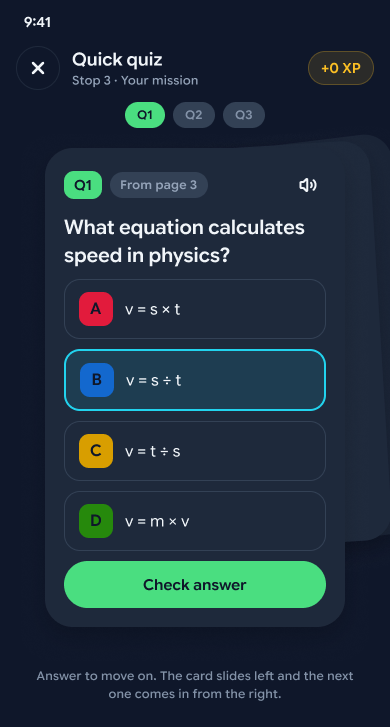 9:41
Quick quiz
Stop 3 · Your mission
+0 XP
Q1 Q2 Q3
Q1 From page 3
What equation calculates
speed in physics?
A v = s × t
B v = s ÷ t
C v = t ÷ s
D v = m × v
Check answer
Answer to move on. The card slides left and the next
one comes in from the right.